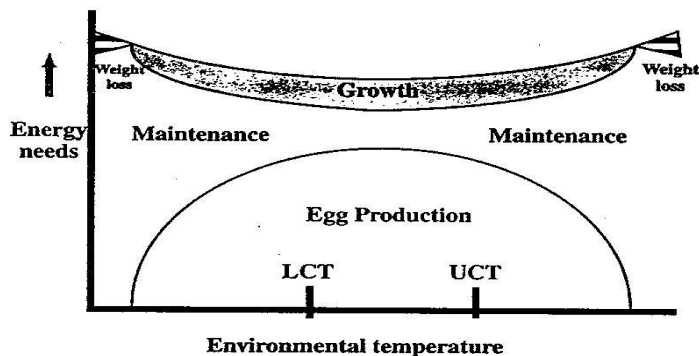 Weight
loss
Weight
loss
Growth
Energy
needs
Maintenance
Maintenance
Egg Production
LCT
UCT
Environmental temperature